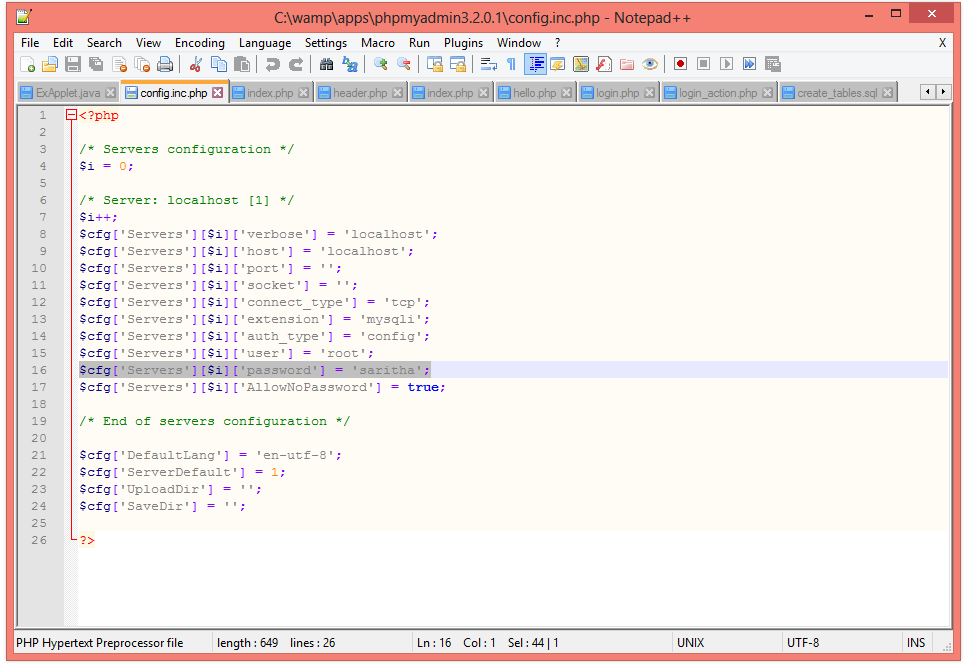 C:\wamp\apps\phpmyadmin3.2.0.1\config.inc.php - Notepad++
File Edit Search View Encoding Language Settings Macro Run Plugins Window ? X
ExApplet.java config.inc.php index.php header.php index.php hello.php login.php login_action.php create_tables.sql
1 <?php
2
3 /* Servers configuration */
4 $i = 0;
5
6 /* Server: localhost [1] */
7 $i++;
8 $cfg['Servers'][$i]['verbose'] = 'localhost';
9 $cfg['Servers'][$i]['host'] = 'localhost';
10 $cfg['Servers'][$i]['port'] = '';
11 $cfg['Servers'][$i]['socket'] = '';
12 $cfg['Servers'][$i]['connect_type'] = 'tcp';
13 $cfg['Servers'][$i]['extension'] = 'mysqli';
14 $cfg['Servers'][$i]['auth_type'] = 'config';
15 $cfg['Servers'][$i]['user'] = 'root';
16 $cfg['Servers'][$i]['password'] = 'saritha';
17 $cfg['Servers'][$i]['AllowNoPassword'] = true;
18
19 /* End of servers configuration */
20
21 $cfg['DefaultLang'] = 'en-utf-8';
22 $cfg['ServerDefault'] = 1;
23 $cfg['UploadDir'] = '';
24 $cfg['SaveDir'] = '';
25
26 ?>
PHP Hypertext Preprocessor file length : 649 lines : 26 Ln : 16 Col : 1 Sel : 44 | 1 UNIX UTF-8 INS